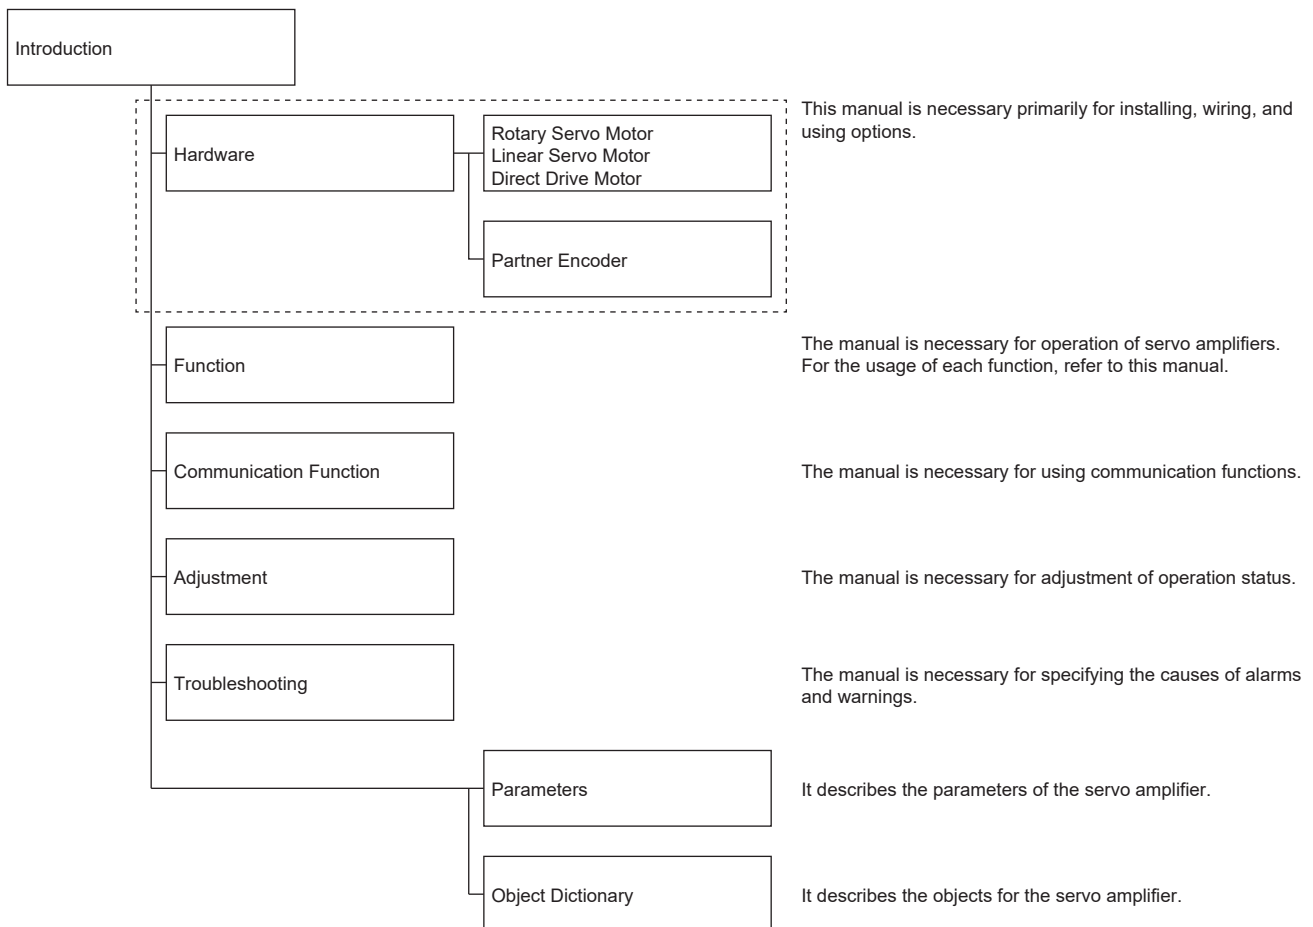 Introduction
This manual is necessary primarily for installing, wiring, and
using options.
Hardware
Rotary Servo Motor
Linear Servo Motor
Direct Drive Motor
Partner Encoder
Function
The manual is necessary for operation of servo amplifiers.
For the usage of each function, refer to this manual.
Communication Function
The manual is necessary for using communication functions.
Adjustment
The manual is necessary for adjustment of operation status.
Troubleshooting
The manual is necessary for specifying the causes of alarms
and warnings.
Parameters
It describes the parameters of the servo amplifier.
Object Dictionary
It describes the objects for the servo amplifier.